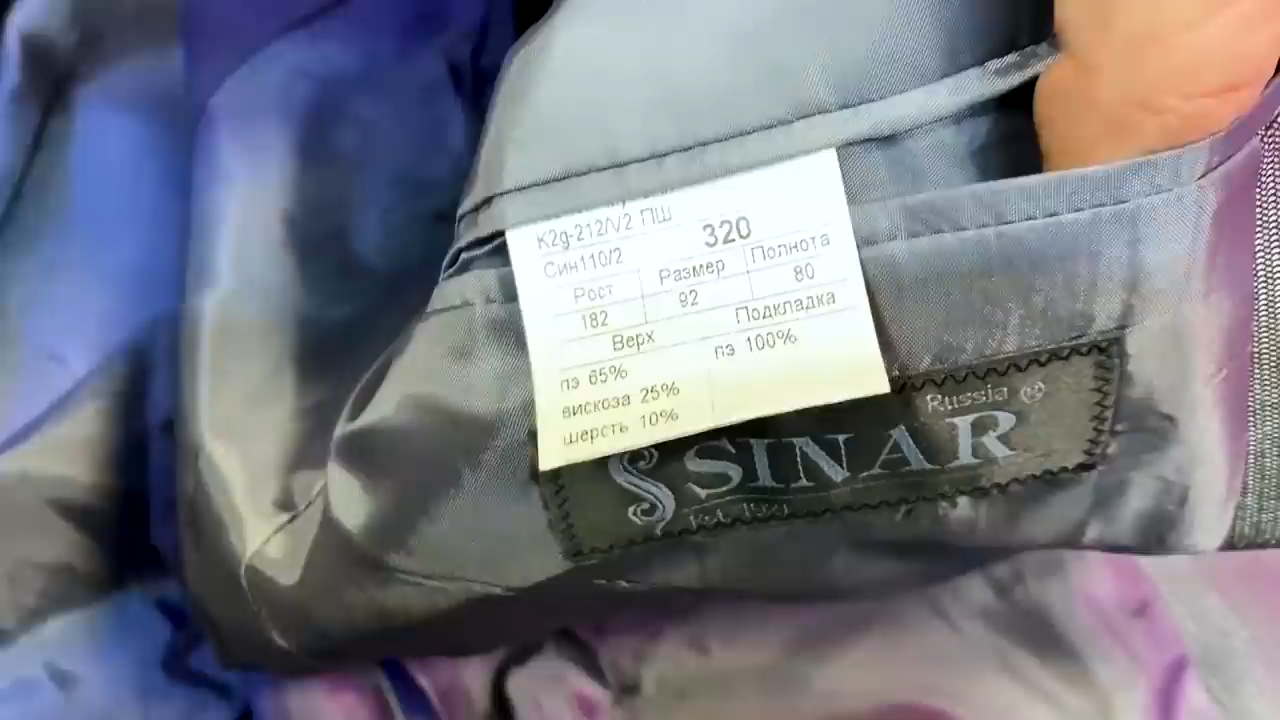 K2g-212/V2 ПШ
Син110/2 320
Рост Размер Полнота
182 92 80
Верх Подкладка
пэ 65% пэ 100%
вискоза 25%
шерсть 10%
Russia ®
SINAR